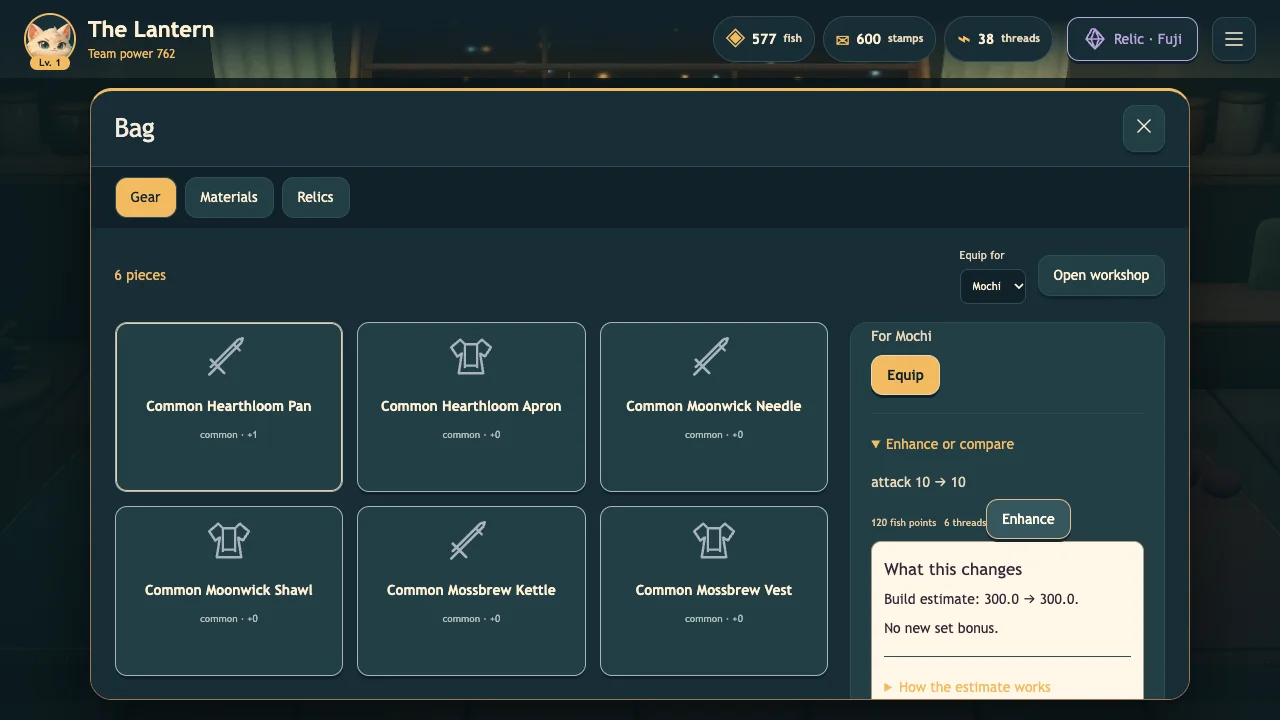 The Lantern
Team power 762
Lv. 1
577 fish
600 stamps
38 threads
Relic · Fuji
Bag
Gear
Materials
Relics
6 pieces
Equip for
Mochi
Open workshop
Common Hearthloom Pan
common · +1
Common Hearthloom Apron
common · +0
Common Moonwick Needle
common · +0
Common Moonwick Shawl
common · +0
Common Mossbrew Kettle
common · +0
Common Mossbrew Vest
common · +0
For Mochi
Equip
▼ Enhance or compare
attack 10 → 10
120 fish points 6 threads
Enhance
What this changes
Build estimate: 300.0 → 300.0.
No new set bonus.
▶ How the estimate works